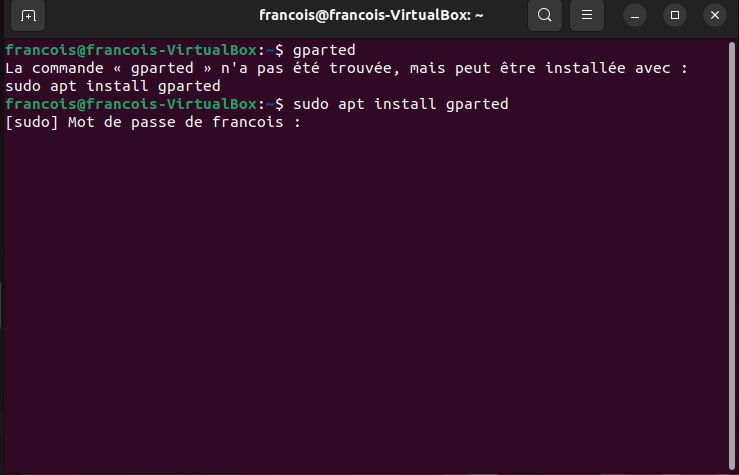 francois@francois-VirtualBox: ~
francois@francois-VirtualBox:~$ gparted
La commande « gparted » n'a pas été trouvée, mais peut être installée avec :
sudo apt install gparted
francois@francois-VirtualBox:~$ sudo apt install gparted
[sudo] Mot de passe de francois :